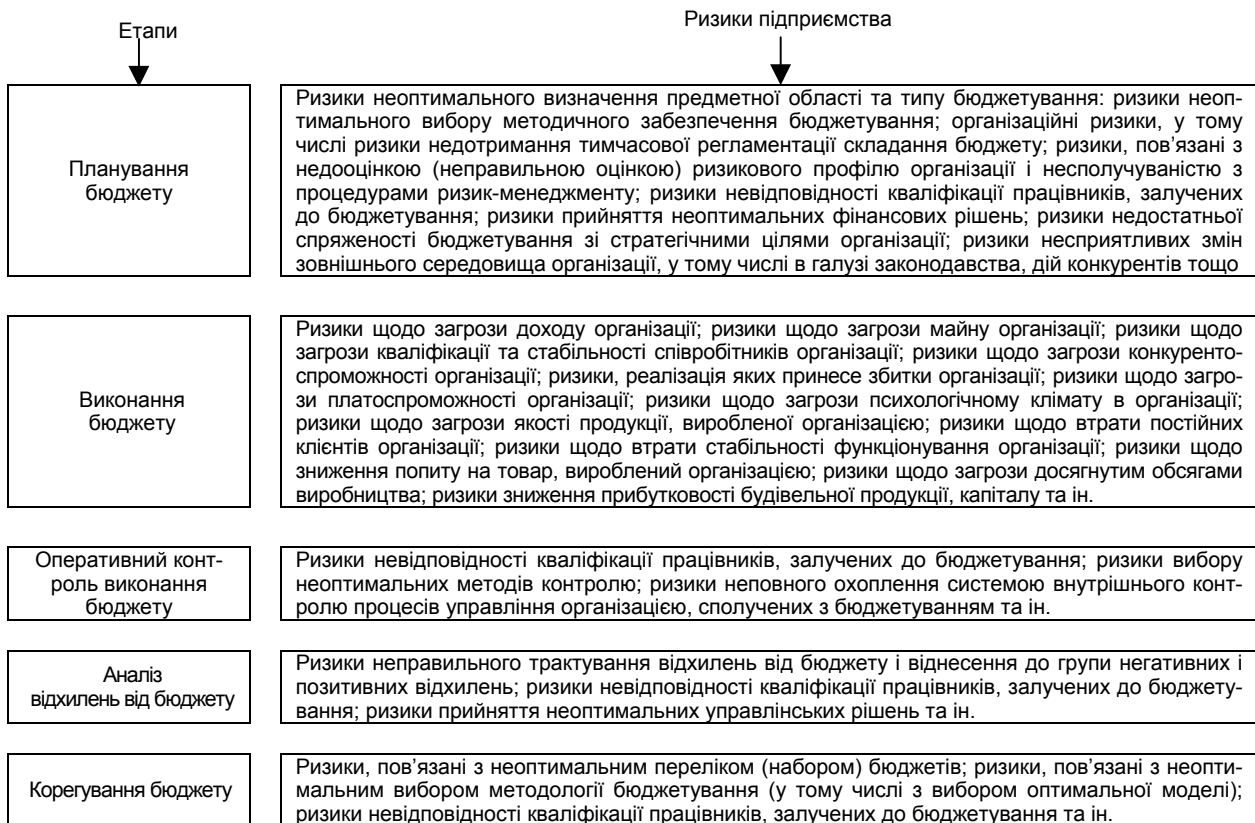 Етапи
Ризики підприємства
Планування
бюджету
Ризики неоптимального визначення предметної області та типу бюджетування: ризики неоп-
тимального вибору методичного забезпечення бюджетування; організаційні ризики, у тому
числі ризики недотримання тимчасової регламентації складання бюджету; ризики, пов’язані з
недооцінкою (неправильною оцінкою) ризикового профілю організації і несполучуваністю з
процедурами ризик-менеджменту; ризики невідповідності кваліфікації працівників, залучених
до бюджетування; ризики прийняття неоптимальних фінансових рішень; ризики недостатньої
спряженості бюджетування зі стратегічними цілями організації; ризики несприятливих змін
зовнішнього середовища організації, у тому числі в галузі законодавства, дій конкурентів тощо
Виконання
бюджету
Ризики щодо загрози доходу організації; ризики щодо загрози майну організації; ризики щодо
загрози кваліфікації та стабільності співробітників організації; ризики щодо загрози конкуренто-
спроможності організації; ризики, реалізація яких принесе збитки організації; ризики щодо загро-
зи платоспроможності організації; ризики щодо загрози психологічному клімату в організації;
ризики щодо загрози якості продукції, виробленої організацією; ризики щодо втрати постійних
клієнтів організації; ризики щодо втрати стабільності функціонування організації; ризики щодо
зниження попиту на товар, вироблений організацією; ризики щодо загрози досягнутим обсягами
виробництва; ризики зниження прибутковості будівельної продукції, капіталу та ін.
Оперативний конт-
роль виконання
бюджету
Ризики невідповідності кваліфікації працівників, залучених до бюджетування; ризики вибору
неоптимальних методів контролю; ризики неповного охоплення системою внутрішнього конт-
ролю процесів управління організацією, сполучених з бюджетуванням та ін.
Аналіз
відхилень від бюджету
Ризики неправильного трактування відхилень від бюджету і віднесення до групи негативних і
позитивних відхилень; ризики невідповідності кваліфікації працівників, залучених до бюджету-
вання; ризики прийняття неоптимальних управлінських рішень та ін.
Корегування бюджету
Ризики, пов’язані з неоптимальним переліком (набором) бюджетів; ризики, пов’язані з неопти-
мальним вибором методології бюджетування (у тому числі з вибором оптимальної моделі);
ризики невідповідності кваліфікації працівників, залучених до бюджетування та ін.